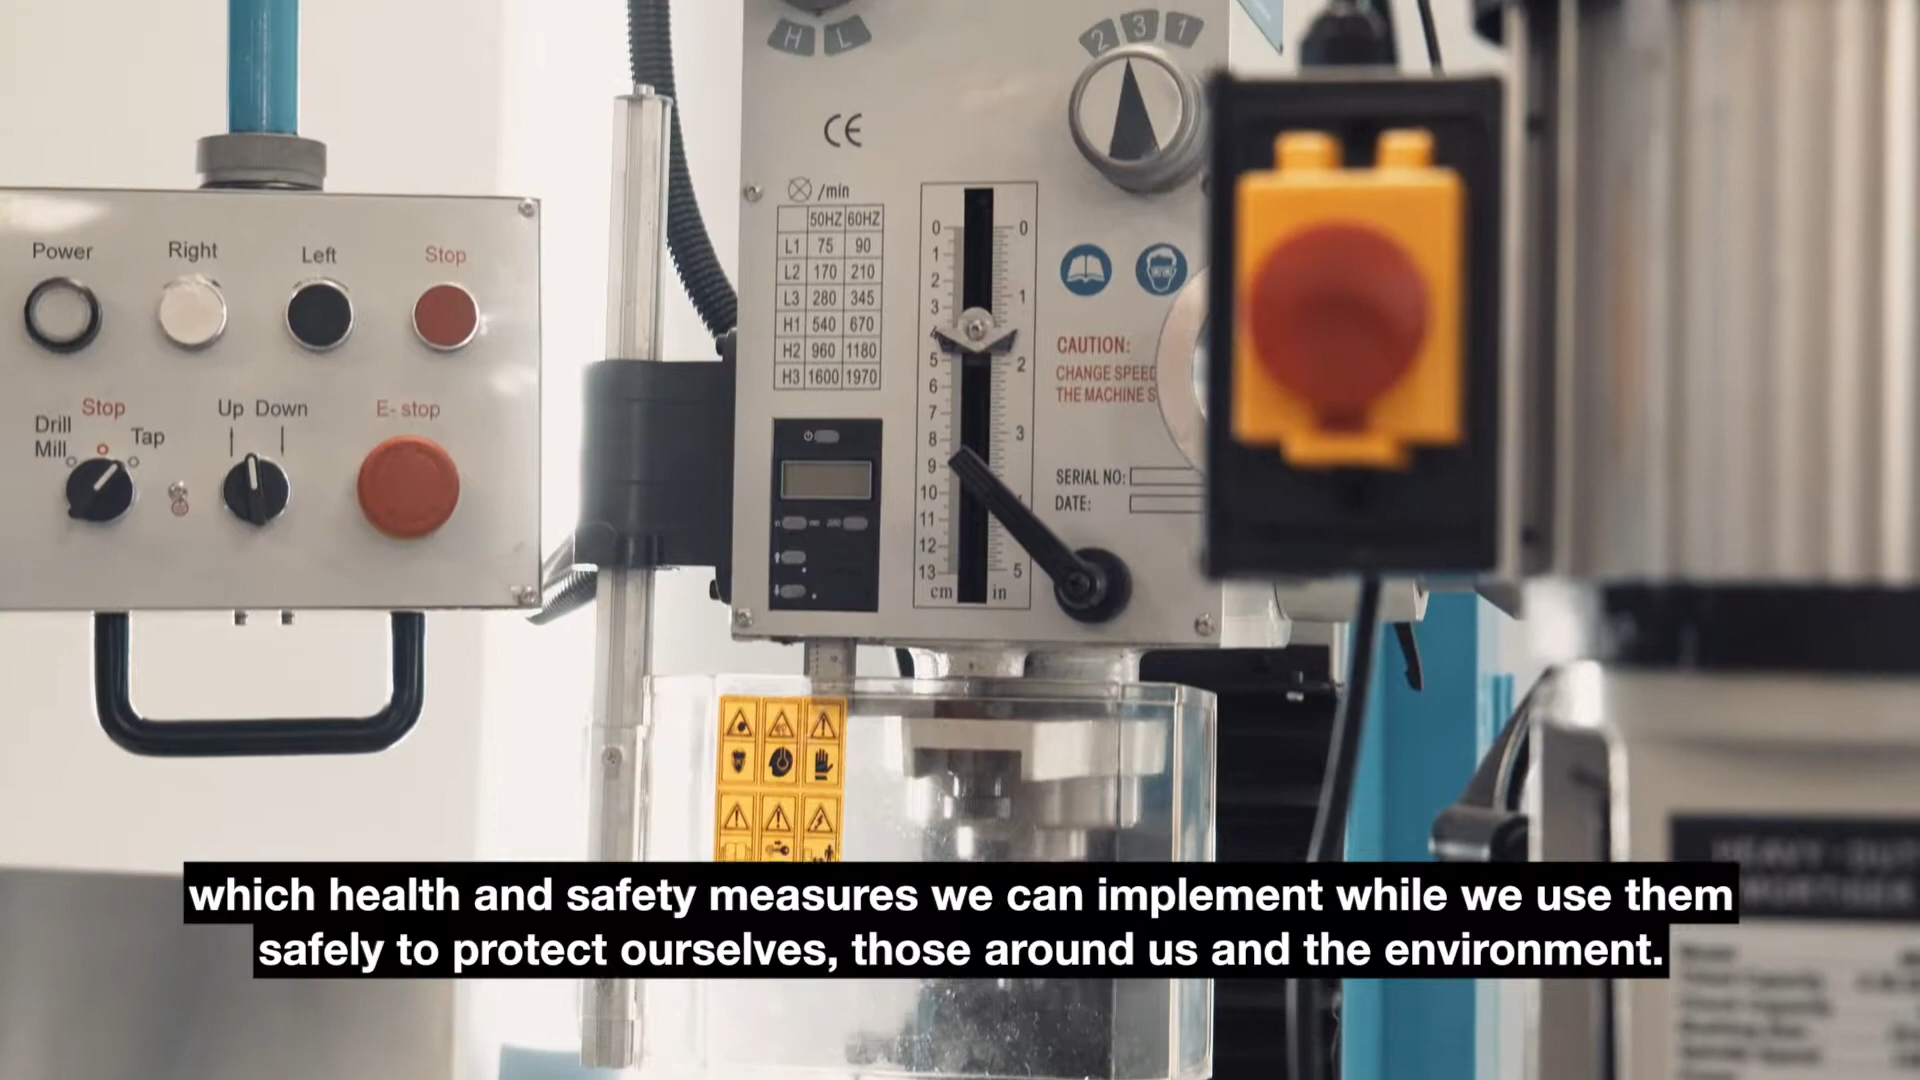 H L
2 3 1
CE
/min
50HZ 60HZ
L1 75 90
L2 170 210
L3 280 345
H1 540 670
H2 960 1180
H3 1600 1970
Power
Right
Left
Stop
Drill
Mill
Stop
Tap
Up Down
E-stop
0 0
1
2
3 1
4
5 2
6
7
8 3
9
10
11
12
13 5
cm in
CAUTION:
CHANGE SPEED
THE MACHINE S
SERIAL NO:
DATE:
which health and safety measures we can implement while we use them
safely to protect ourselves, those around us and the environment.